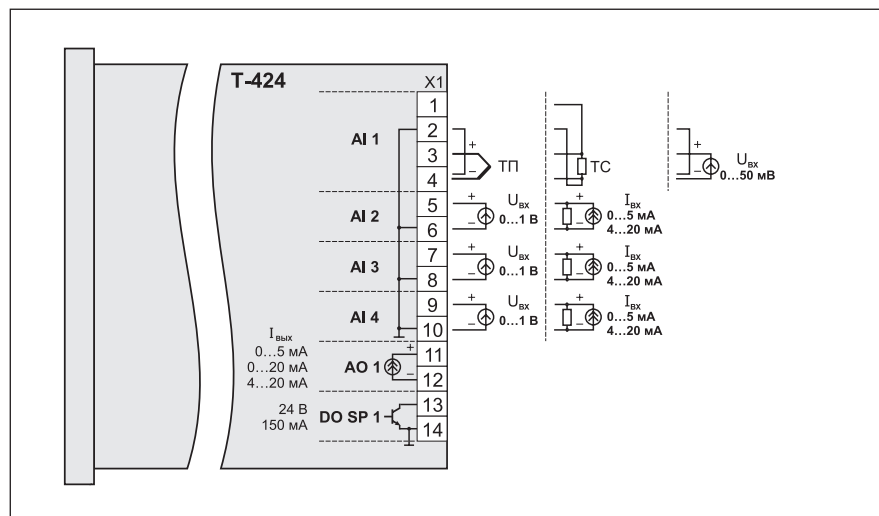 T-424
X1
1
AI 1
2
3
4
+
–
ТП
ТС
+
–
Uвх
0...50 мВ
AI 2
5
6
+
–
Uвх
0...1 В
+
–
Iвх
0...5 мА
4...20 мА
AI 3
7
8
+
–
Uвх
0...1 В
+
–
Iвх
0...5 мА
4...20 мА
AI 4
9
10
+
–
Uвх
0...1 В
+
–
Iвх
0...5 мА
4...20 мА
Iвых
0...5 мА
0...20 мА
4...20 мА
AO 1
+
–
11
12
24 В
150 мА
DO SP 1
13
14